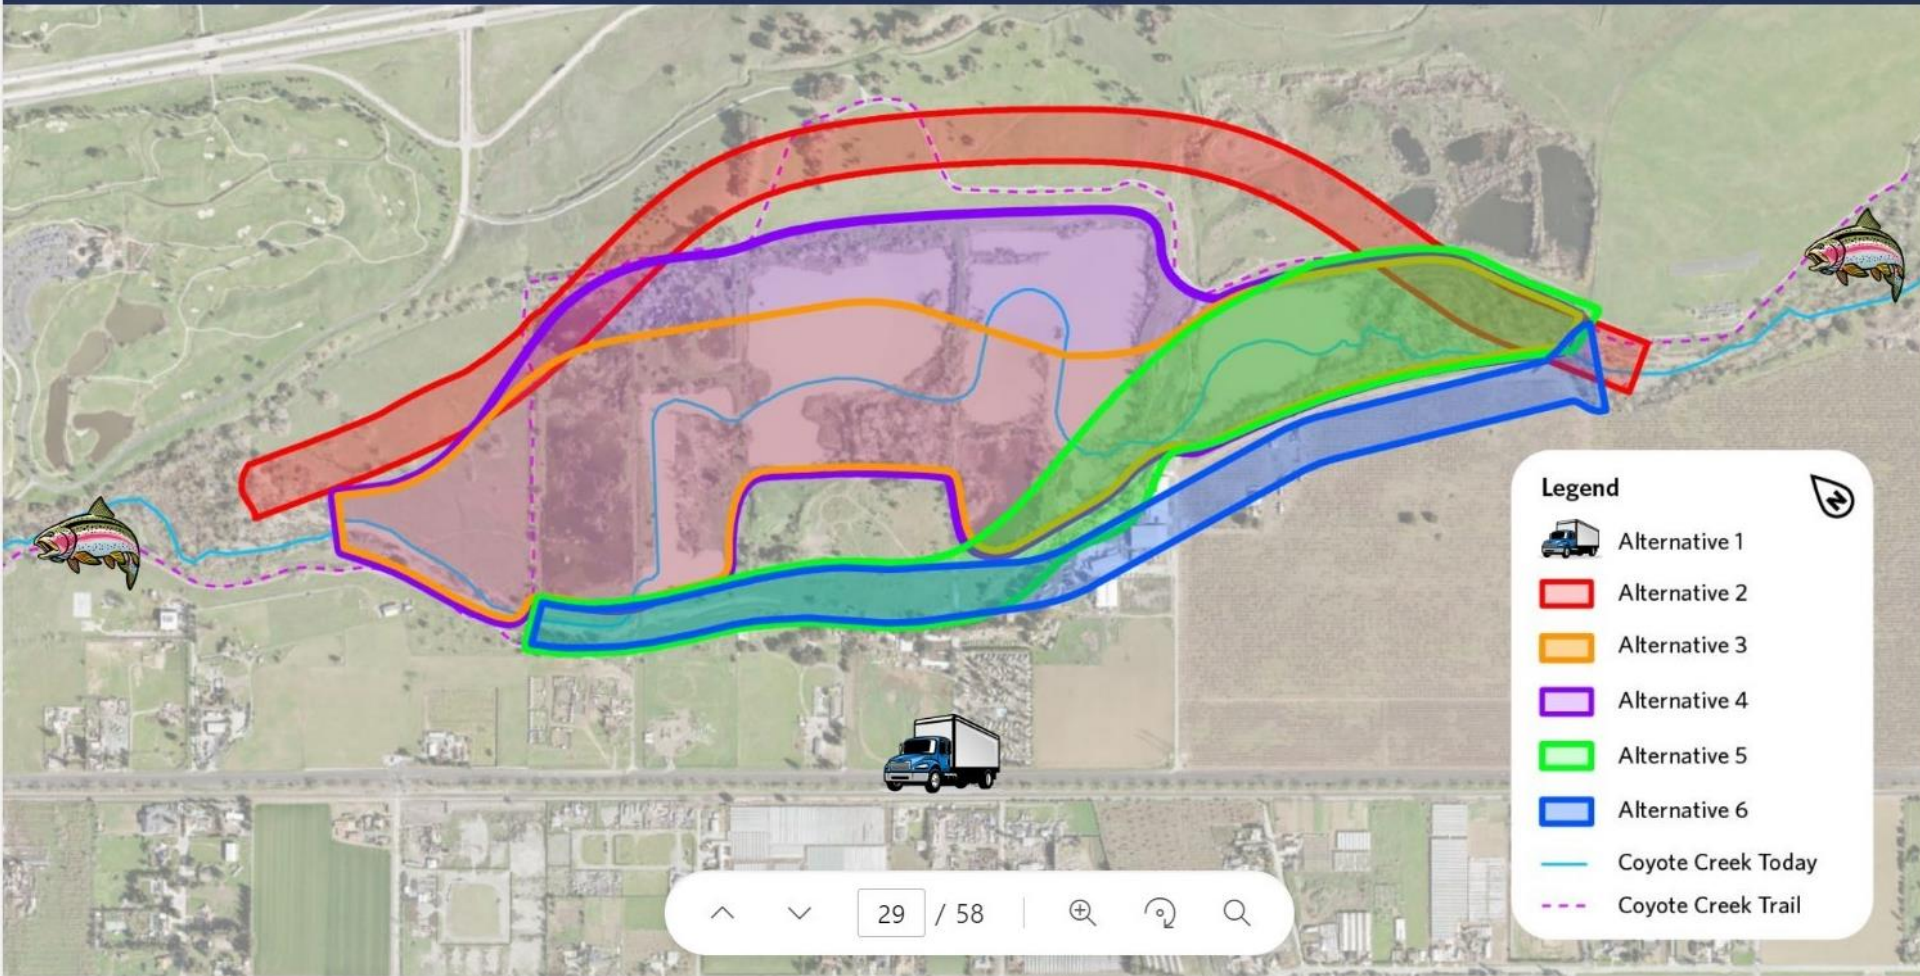 Legend
N
Alternative 1
Alternative 2
Alternative 3
Alternative 4
Alternative 5
Alternative 6
Coyote Creek Today
Coyote Creek Trail
29 / 58